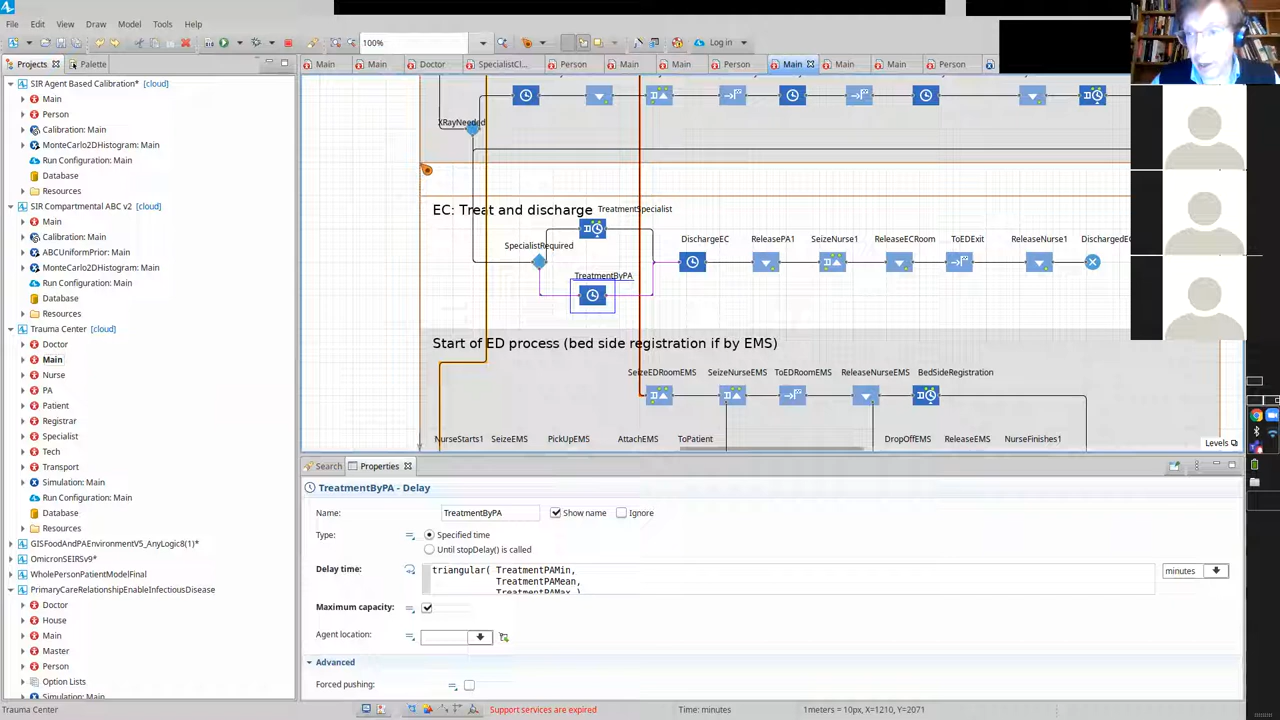 File Edit View Draw Model Tools Help
100% Log in
Projects Palette
Main Main Doctor SpecialistCl... Person Main Main Person Main Main Main Person
SIR Agent Based Calibration* [cloud]
Main
Person
Calibration: Main
MonteCarlo2DHistogram: Main
Run Configuration: Main
Database
Resources
SIR Compartmental ABC v2 [cloud]
Main
Calibration: Main
ABCUniformPrior: Main
MonteCarlo2DHistogram: Main
Run Configuration: Main
Database
Resources
Trauma Center [cloud]
Doctor
Main
Nurse
PA
Patient
Registrar
Specialist
Tech
Transport
Simulation: Main
Run Configuration: Main
Database
Resources
GISFoodAndPAEnvironmentV5_AnyLogic8(1)*
OmicronSEIRSv9*
WholePersonPatientModelFinal
PrimaryCareRelationshipEnableInfectiousDisease
Doctor
House
Main
Master
Person
Option Lists
Simulation: Main
XRayNeeded
EC: Treat and discharge
TreatmentSpecialist
SpecialistRequired
TreatmentByPA
DischargeEC ReleasePA1 SeizeNurse1 ReleaseECRoom ToEDExit ReleaseNurse1
Start of ED process (bed side registration if by EMS)
SeizeEDRoomEMS SeizeNurseEMS ToEDRoomEMS ReleaseNurseEMS BedSideRegistration
NurseStarts1 SeizeEMS PickUpEMS AttachEMS ToPatient DropOffEMS ReleaseEMS NurseFinishes1
Levels
Search Properties
TreatmentByPA - Delay
Name: TreatmentByPA Show name Ignore
Type: Specified time
Until stopDelay() is called
Delay time: triangular( TreatmentPAMin,
TreatmentPAMean,
TreatmentPAMax )
minutes
Maximum capacity:
Agent location:
Advanced
Forced pushing:
Trauma Center Support services are expired Time: minutes 1meters = 10px, X=1210, Y=2071